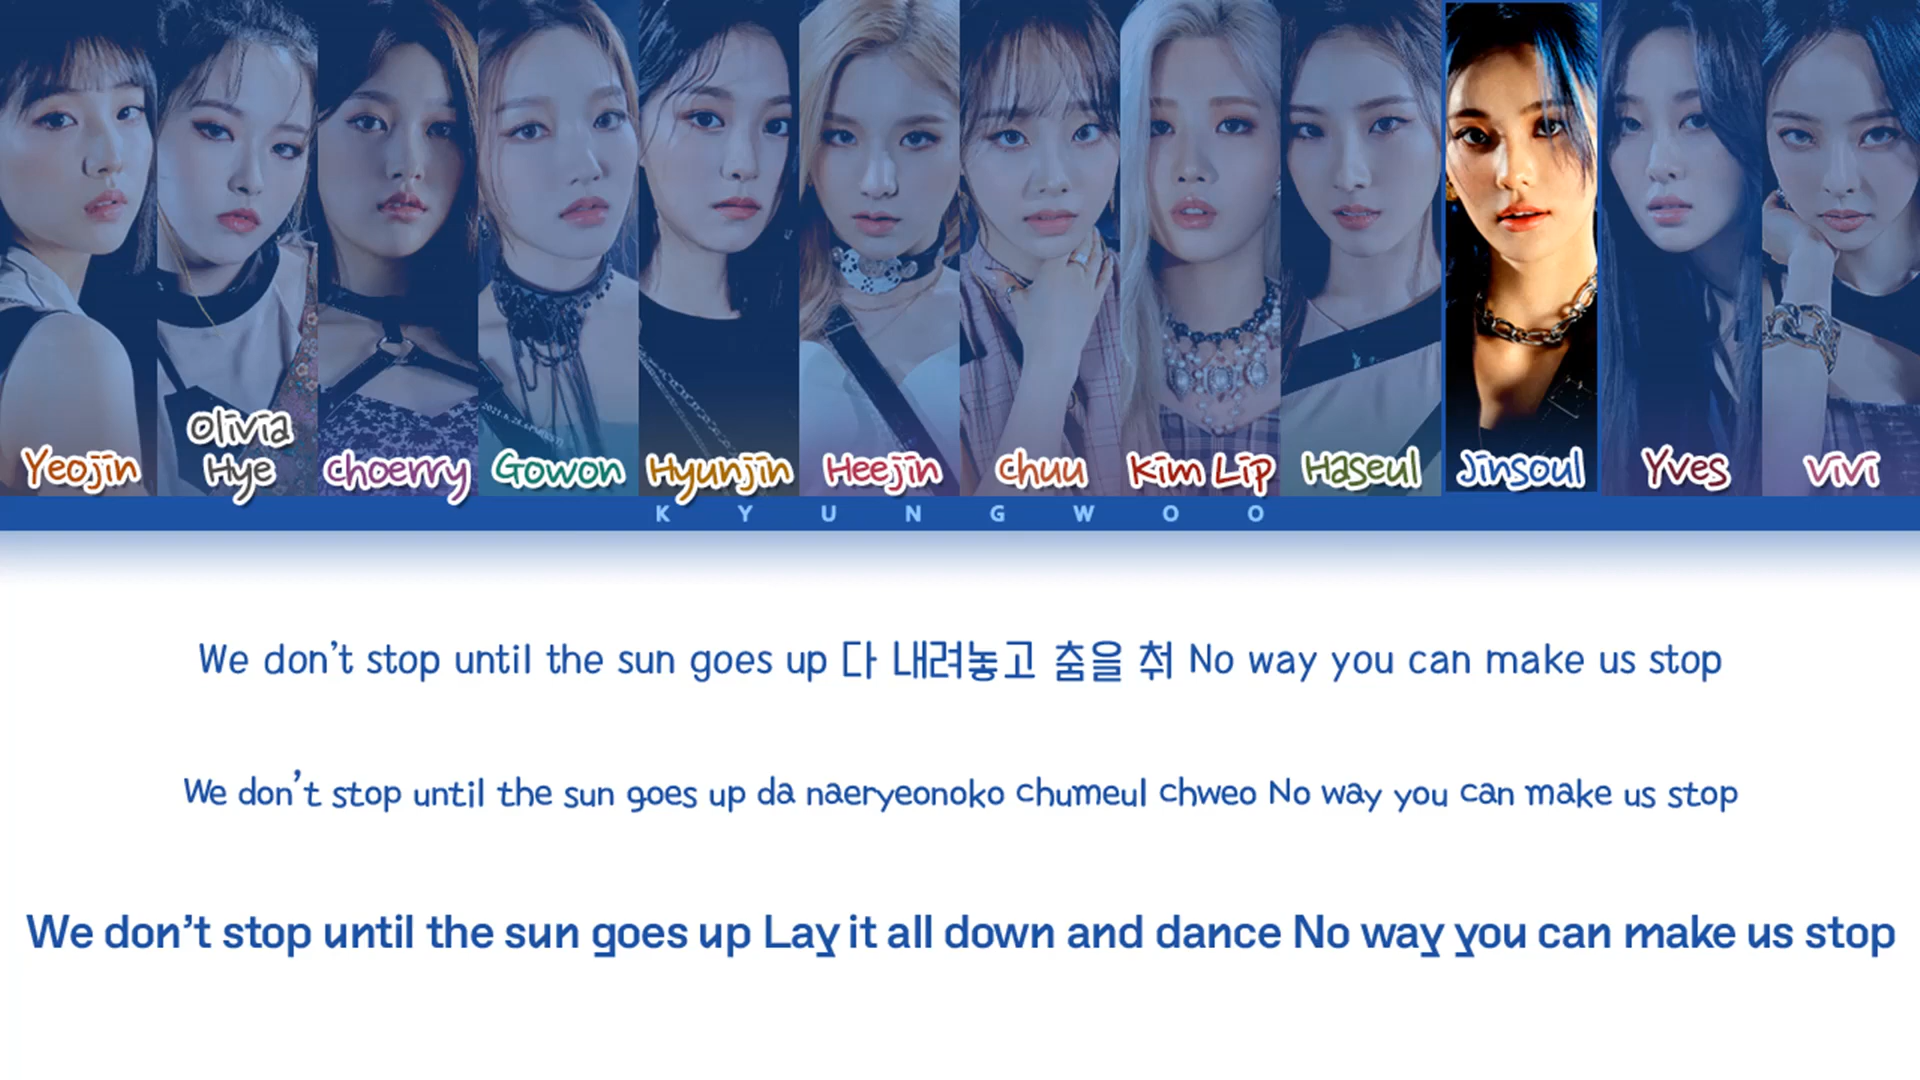 Yeojin
Olivia
Hye
Choerry
Gowon
Hyunjin
Heejin
Chuu
Kim Lip
Haseul
Jinsoul
Yves
ViVi
KYUNGWOO
We don't stop until the sun goes up 다 내려놓고 춤을 춰 No way you can make us stop
We don't stop until the sun goes up da naeryeonoko chumeul chweo No way you can make us stop
We don't stop until the sun goes up Lay it all down and dance No way you can make us stop